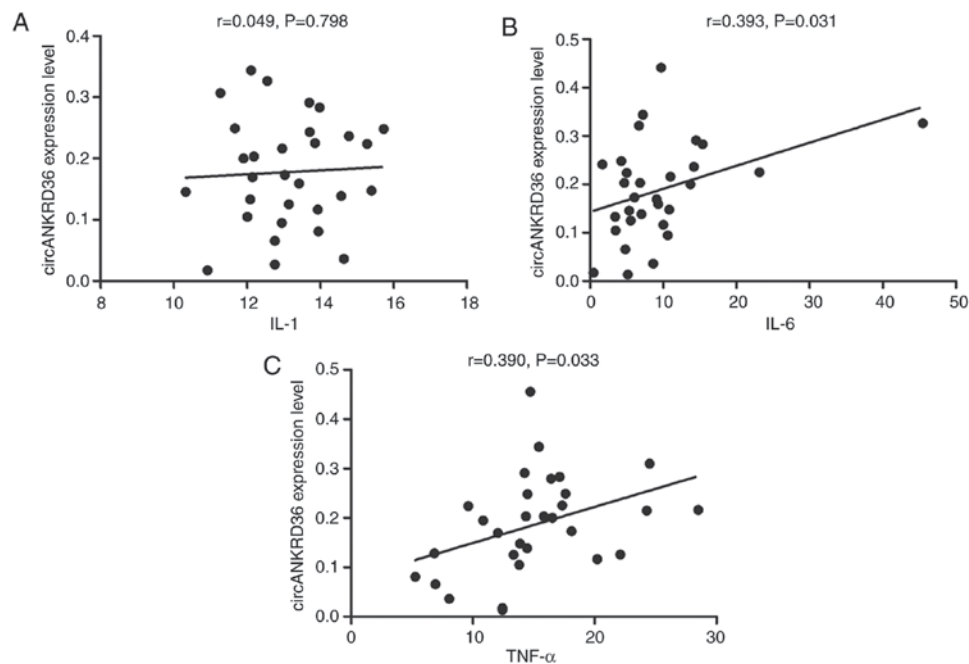 A
r=0.049, P=0.798
circANKRD36 expression level
0.4
0.3
0.2
0.1
0.0
8 10 12 14 16 18
IL-1
B
r=0.393, P=0.031
circANKRD36 expression level
0.5
0.4
0.3
0.2
0.1
0.0
0 10 20 30 40 50
IL-6
C
r=0.390, P=0.033
circANKRD36 expression level
0.5
0.4
0.3
0.2
0.1
0.0
0 10 20 30
TNF-α